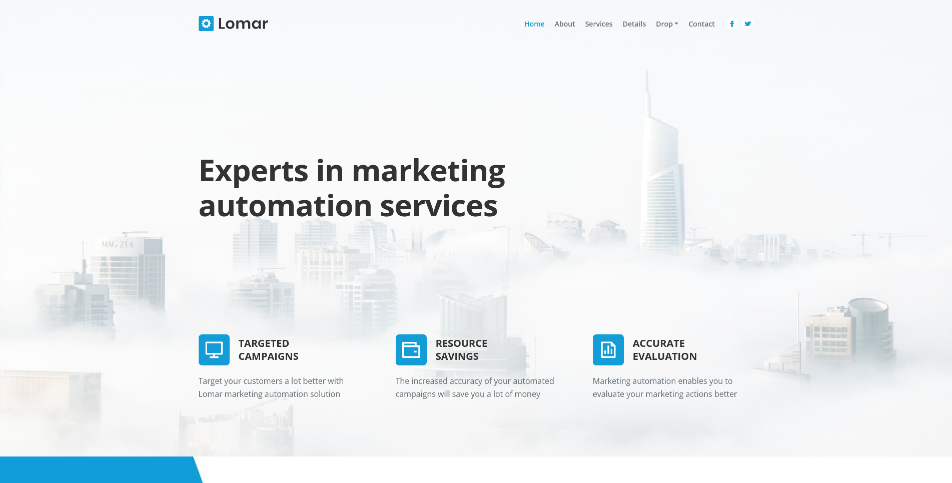 Lomar
Home About Services Details Drop Contact
Experts in marketing
automation services
MAG 214
TARGETED
CAMPAIGNS
Target your customers a lot better with
Lomar marketing automation solution
RESOURCE
SAVINGS
The increased accuracy of your automated
campaigns will save you a lot of money
ACCURATE
EVALUATION
Marketing automation enables you to
evaluate your marketing actions better